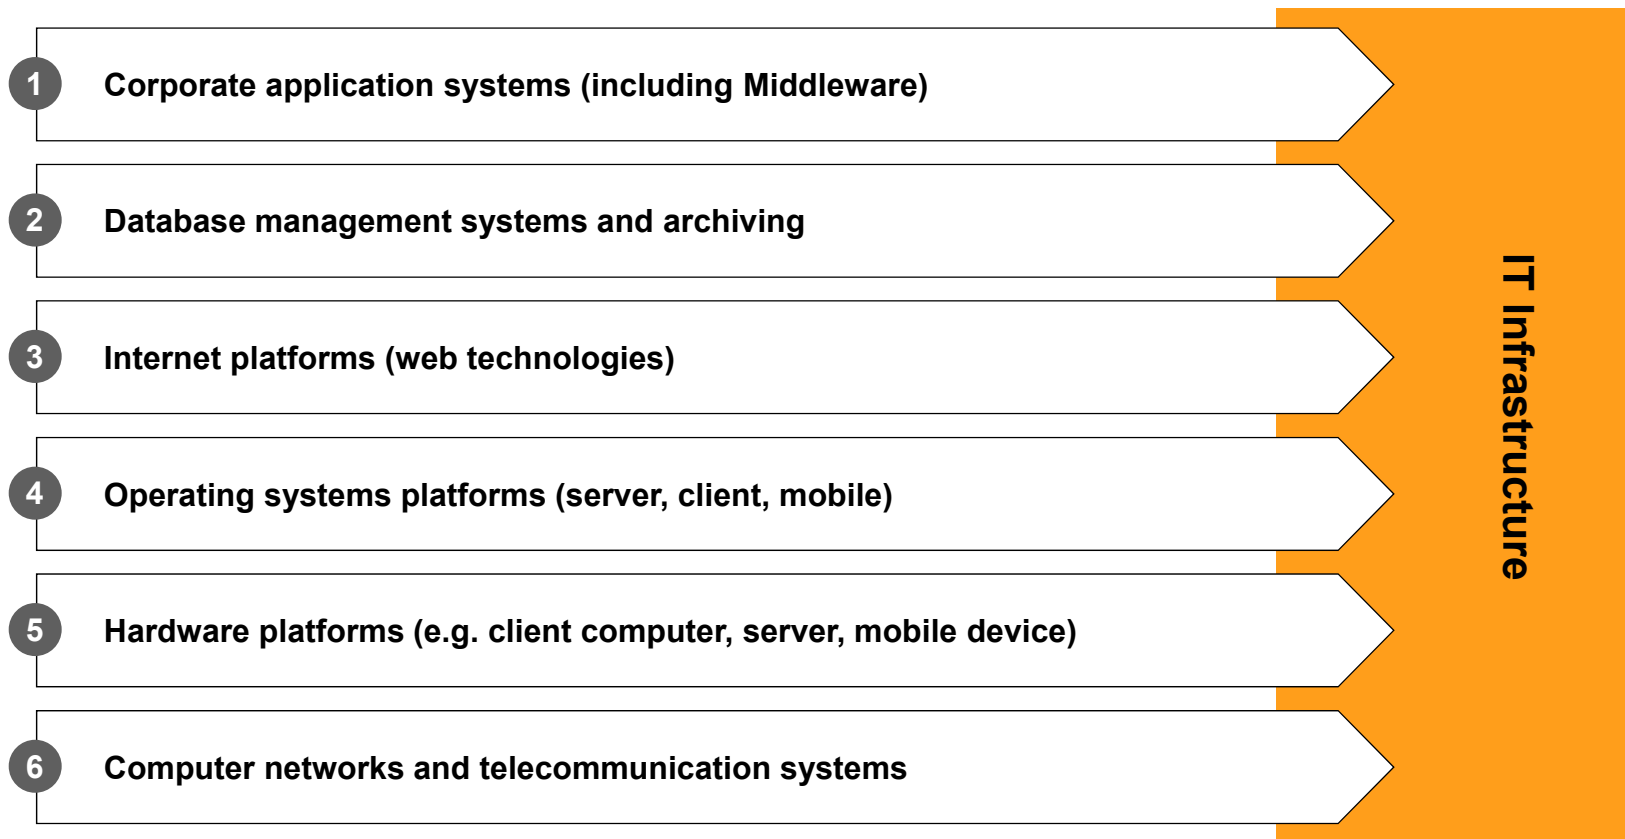 1 Corporate application systems (including Middleware)
2 Database management systems and archiving
3 Internet platforms (web technologies)
4 Operating systems platforms (server, client, mobile)
5 Hardware platforms (e.g. client computer, server, mobile device)
6 Computer networks and telecommunication systems
IT Infrastructure